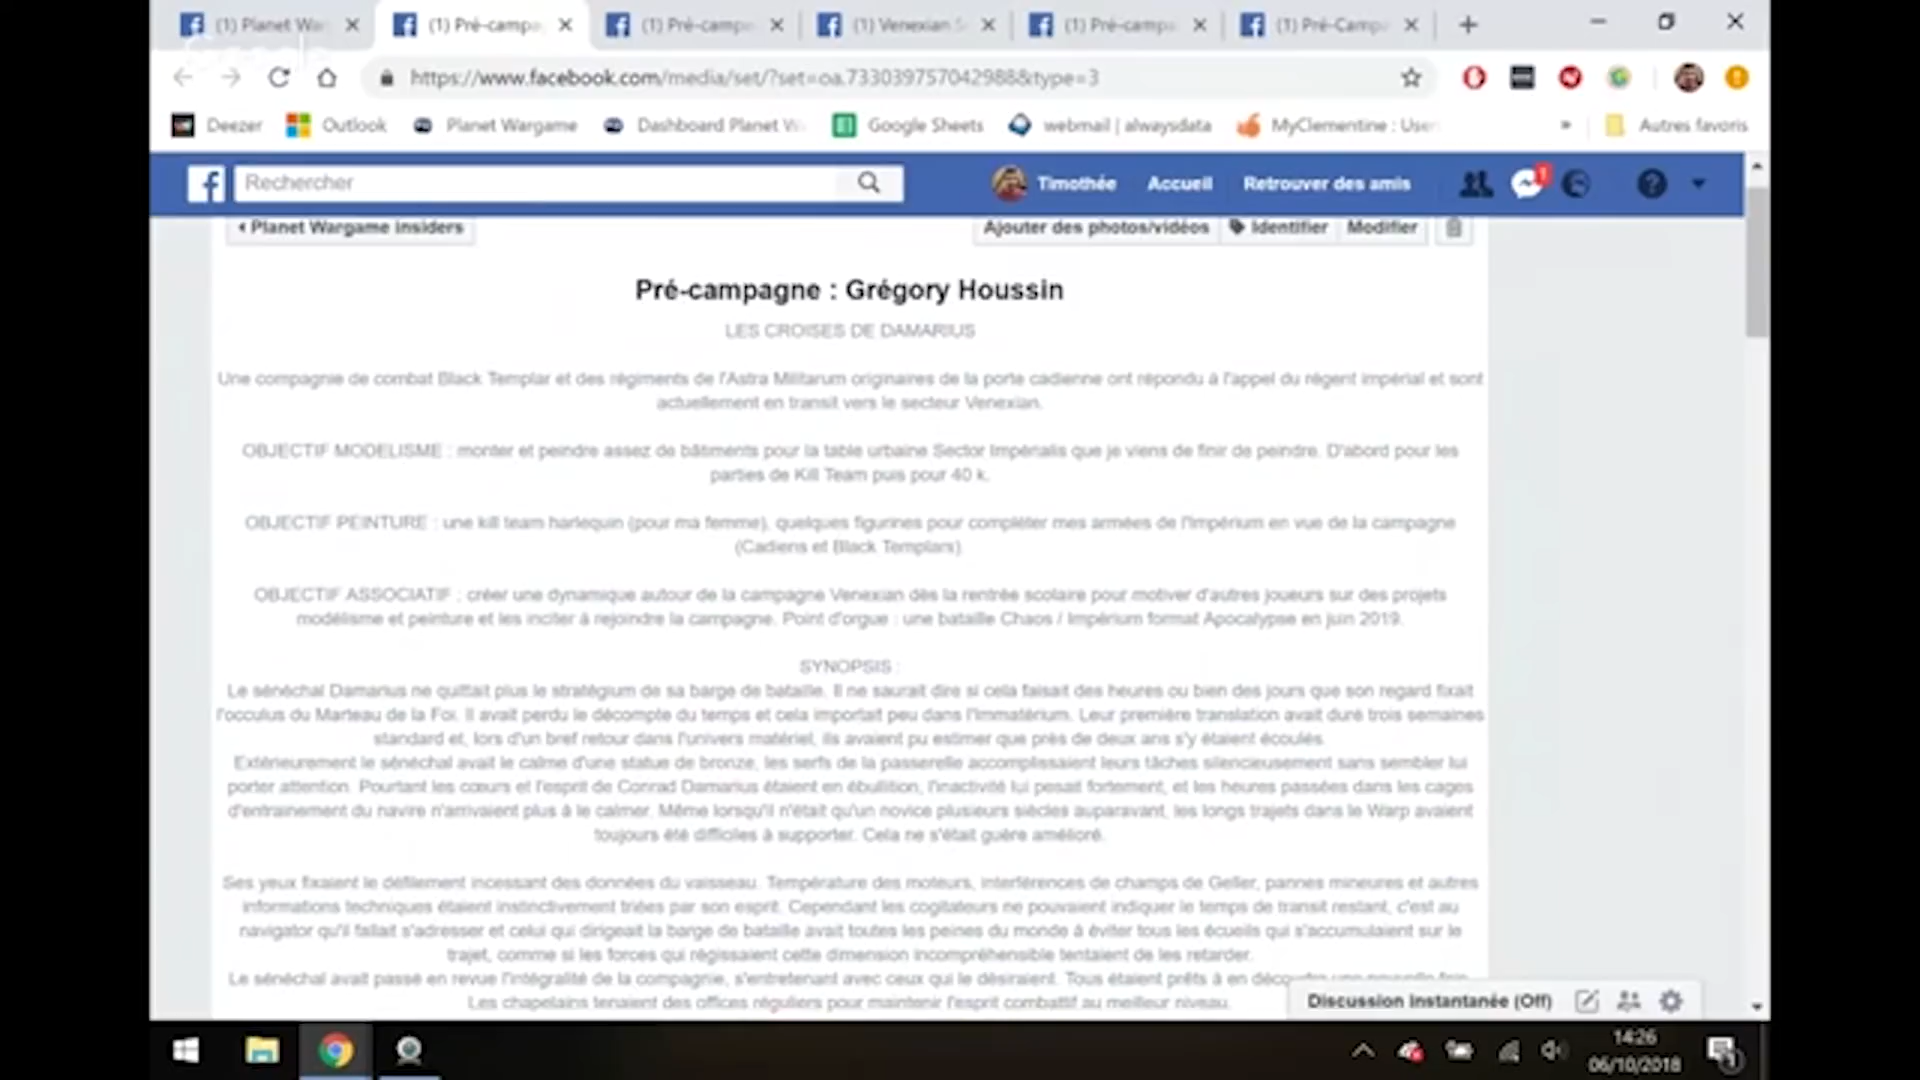 (1) Planet War
(1) Pré-campa
(1) Pré-campe
(1) Venexian S
(1) Pré-campa
(1) Pré-Campa
https://www.facebook.com/media/set/?set=oa.733039757042988&type=3
Deezer
Outlook
Planet Wargame
Dashboard Planet W
Google Sheets
webmail | alwaysdata
MyClementine : User
»
Autres favoris
Rechercher
Timothée
Accueil
Retrouver des amis
1
Planet Wargame insiders
Ajouter des photos/vidéos
Identifier
Modifier
Pré-campagne : Grégory Houssin
LES CROISES DE DAMARIUS
Une compagnie de combat Black Templar et des régiments de l'Astra Militarum originaires de la porte cadienne ont répondu à l'appel du régent impérial et sont
actuellement en transit vers le secteur Venexian.
OBJECTIF MODELISME : monter et peindre assez de bâtiments pour la table urbaine Sector Impérialis que je viens de finir de peindre. D'abord pour les
parties de Kill Team puis pour 40 k.
OBJECTIF PEINTURE : une kill team harlequin (pour ma femme), quelques figurines pour compléter mes armées de l'Impérium en vue de la campagne
(Cadiens et Black Templars)
OBJECTIF ASSOCIATIF : créer une dynamique autour de la campagne Venexian dès la rentrée scolaire pour motiver d'autres joueurs sur des projets
modélisme et peinture et les inciter à rejoindre la campagne. Point d'orgue : une bataille Chaos / Impérium format Apocalypse en juin 2019.
SYNOPSIS :
Le sénéchal Damarius ne quittait plus le stratégium de sa barge de bataille. Il ne saurait dire si cela faisait des heures ou bien des jours que son regard fixait
l'occulus du Marteau de la Foi. Il avait perdu le décompte du temps et cela importait peu dans l'Immatérium. Leur première translation avait duré trois semaines
standard et, lors d'un bref retour dans l'univers matériel, ils avaient pu estimer que près de deux ans s'y étaient écoulés.
Extérieurement le sénéchal avait le calme d'une statue de bronze, les serfs de la passerelle accomplissaient leurs tâches silencieusement sans sembler lui
porter attention. Pourtant les cœurs et l'esprit de Conrad Damarius étaient en ébullition, l'inactivité lui pesait fortement, et les heures passées dans les cages
d'entrainement du navire n'arrivaient plus à le calmer. Même lorsqu'il n'était qu'un novice plusieurs siècles auparavant, les longs trajets dans le Warp avaient
toujours été difficiles à supporter. Cela ne s'était guère amélioré.
Ses yeux fixaient le défilement incessant des données du vaisseau. Température des moteurs, interférences de champs de Geller, pannes mineures et autres
informations techniques étaient instinctivement triées par son esprit. Cependant les cogitateurs ne pouvaient indiquer le temps de transit restant, c'est au
navigator qu'il fallait s'adresser et celui qui dirigeait la barge de bataille avait toutes les peines du monde à éviter tous les écueils qui s'accumulaient sur le
trajet, comme si les forces qui régissaient cette dimension incompréhensible tentaient de les retarder.
Le sénéchal avait passé en revue l'intégralité de la compagnie, s'entretenant avec ceux qui le désiraient. Tous étaient prêts à en découdre une nouvelle fois.
Les chapelains tenaient des offices réguliers pour maintenir l'esprit combattif au meilleur niveau.
Discussion instantanée (Off)
14:26
06/10/2018